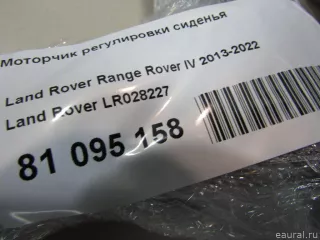 Моторчик регулировки сиденья
Land Rover Range Rover IV 2013-2022
Land Rover LR028227
81 095 158
eaural.ru